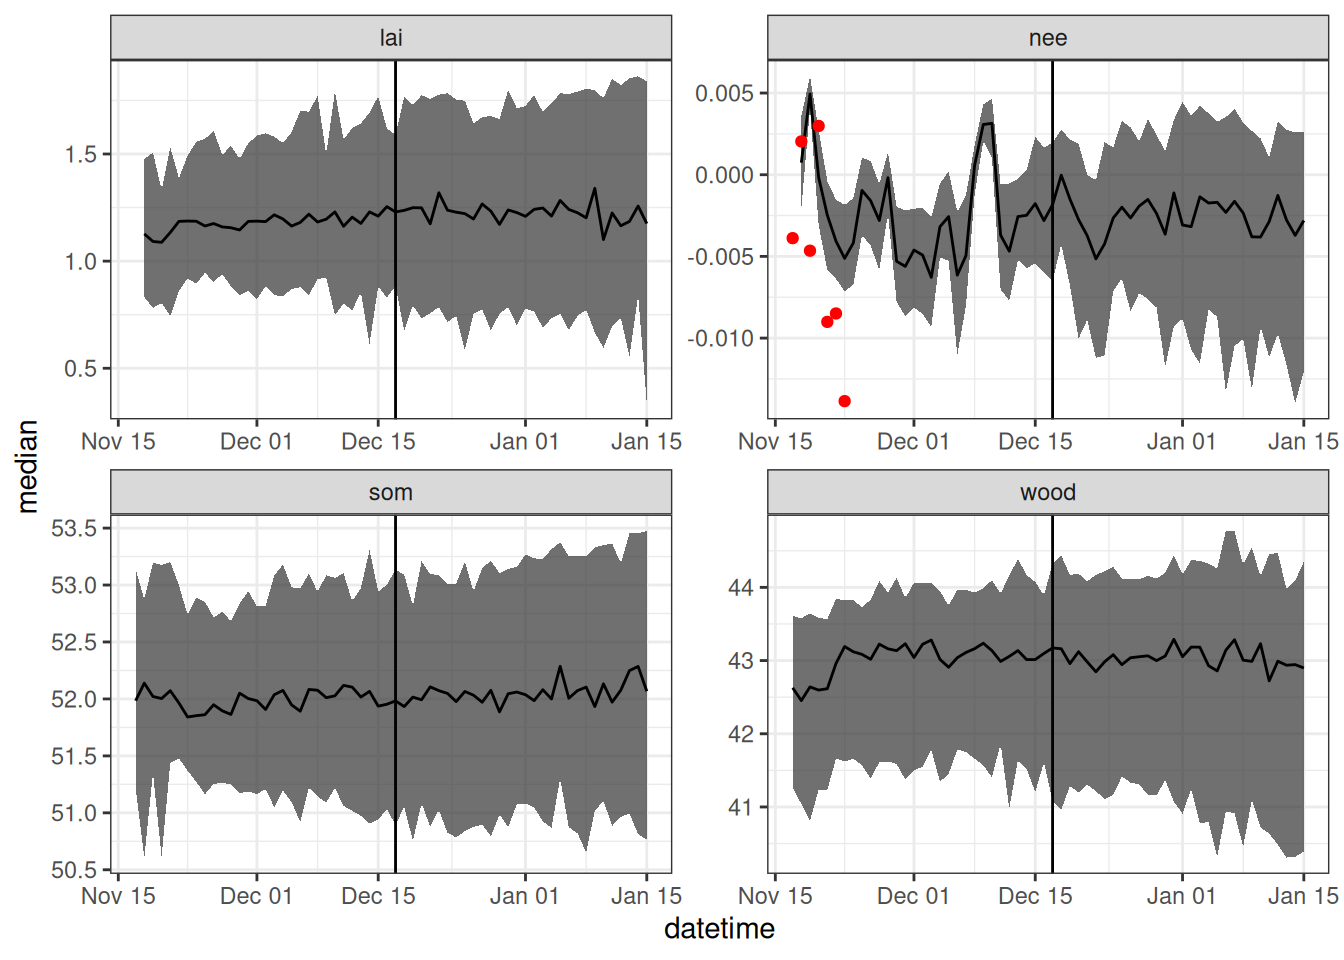 lai
nee
1.5
1.0
0.5
0.005
0.000
-0.005
-0.010
Nov 15 Dec 01 Dec 15 Jan 01 Jan 15
Nov 15 Dec 01 Dec 15 Jan 01 Jan 15
median
som
wood
53.5
53.0
52.5
52.0
51.5
51.0
50.5
44
43
42
41
Nov 15 Dec 01 Dec 15 Jan 01 Jan 15
Nov 15 Dec 01 Dec 15 Jan 01 Jan 15
datetime